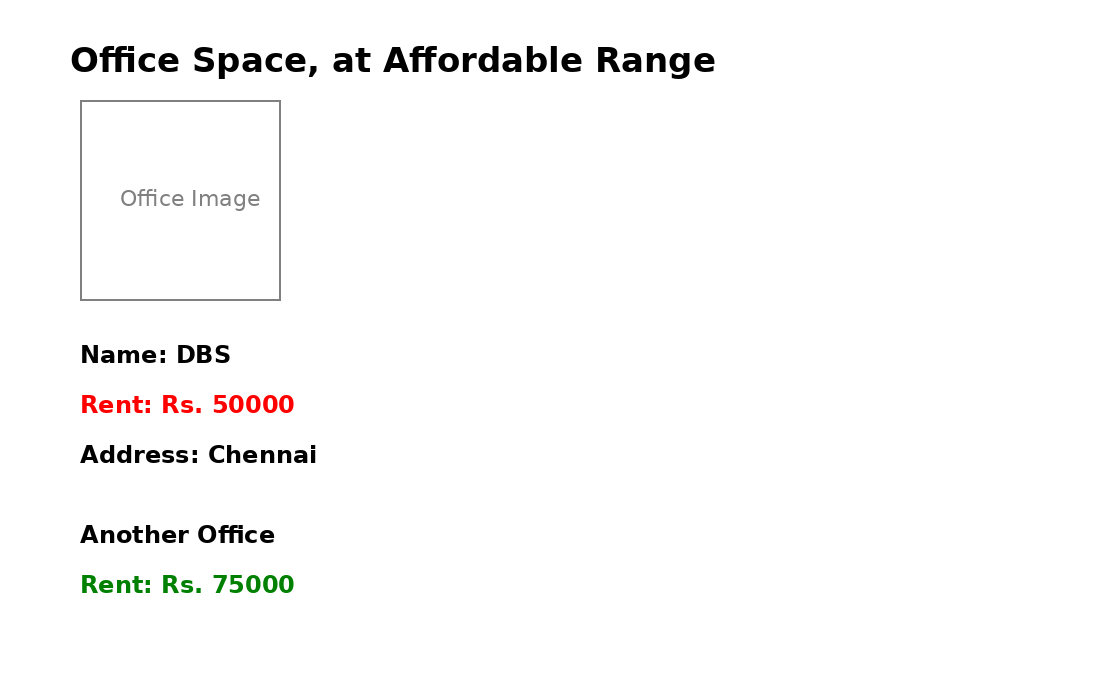 Office Space, at Affordable Range
Office Image
Name: DBS
Rent: Rs. 50000
Address: Chennai
Another Office
Rent: Rs. 75000